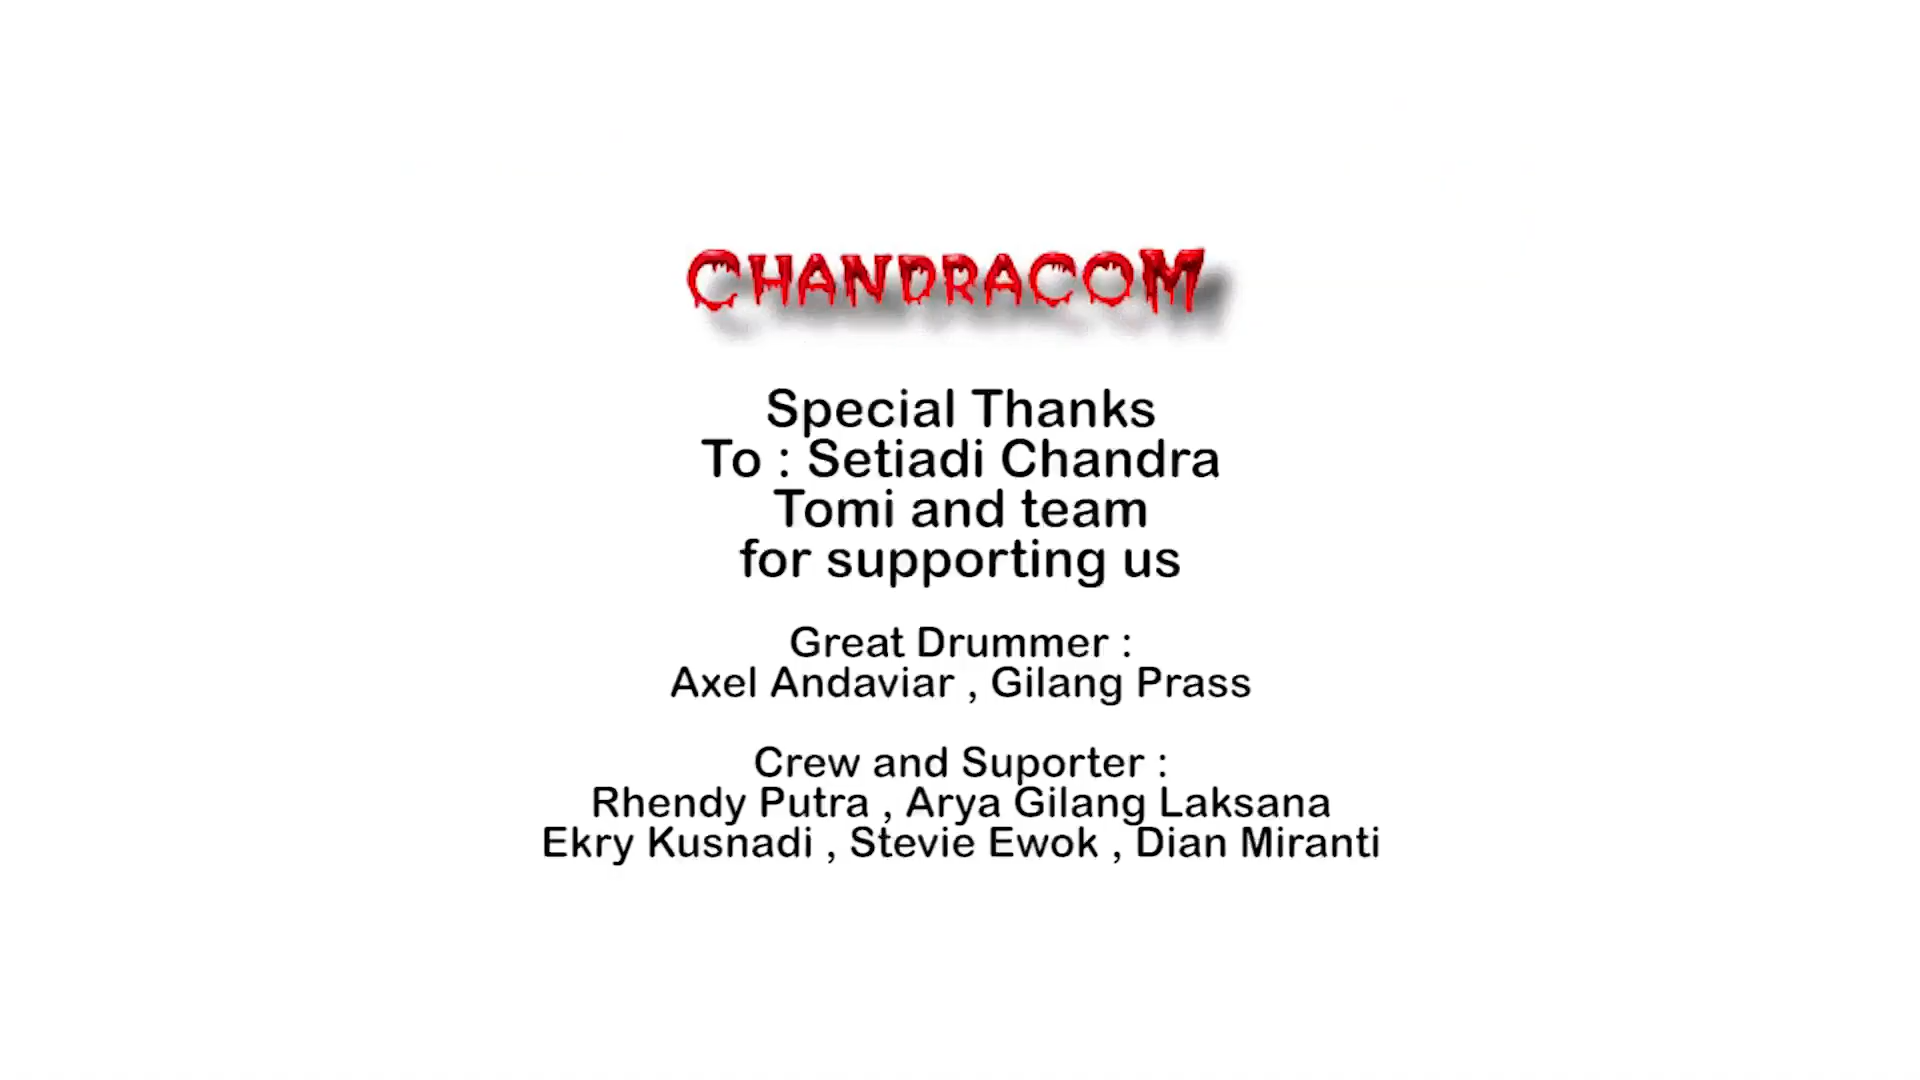 CHANDRACOM
Special Thanks
To : Setiadi Chandra
Tomi and team
for supporting us
Great Drummer :
Axel Andaviar , Gilang Prass
Crew and Suporter :
Rhendy Putra , Arya Gilang Laksana
Ekry Kusnadi , Stevie Ewok , Dian Miranti